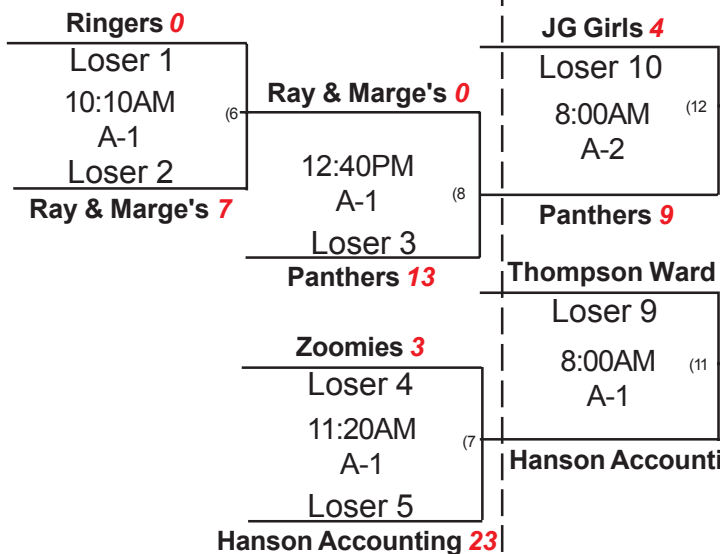 Ringers 0
Loser 1
10:10AM
A-1
(6
Loser 2
Ray & Marge's 7
Ray & Marge's 0
12:40PM
A-1
(8
Loser 3
Panthers 13
Zoomies 3
Loser 4
11:20AM
A-1
(7
Loser 5
Hanson Accounting 23
JG Girls 4
Loser 10
8:00AM
A-2
(12
Panthers 9
Thompson Ward
Loser 9
8:00AM
A-1
(11
Hanson Accounti